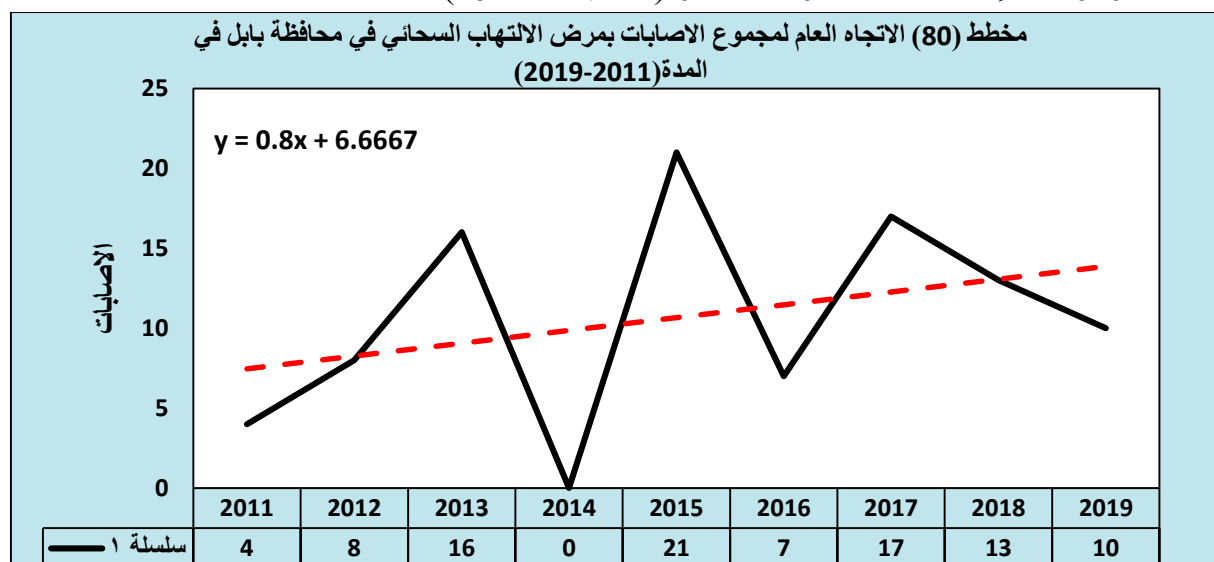 مخطط (80) الاتجاه العام لمجموع الاصابات بمرض الالتهاب السحائي في محافظة بابل في
المدة(2011-2019)
y = 0.8x + 6.6667
الاصابات
25
20
15
10
5
0
2011 2012 2013 2014 2015 2016 2017 2018 2019
سلسلة ١ 4 8 16 0 21 7 17 13 10